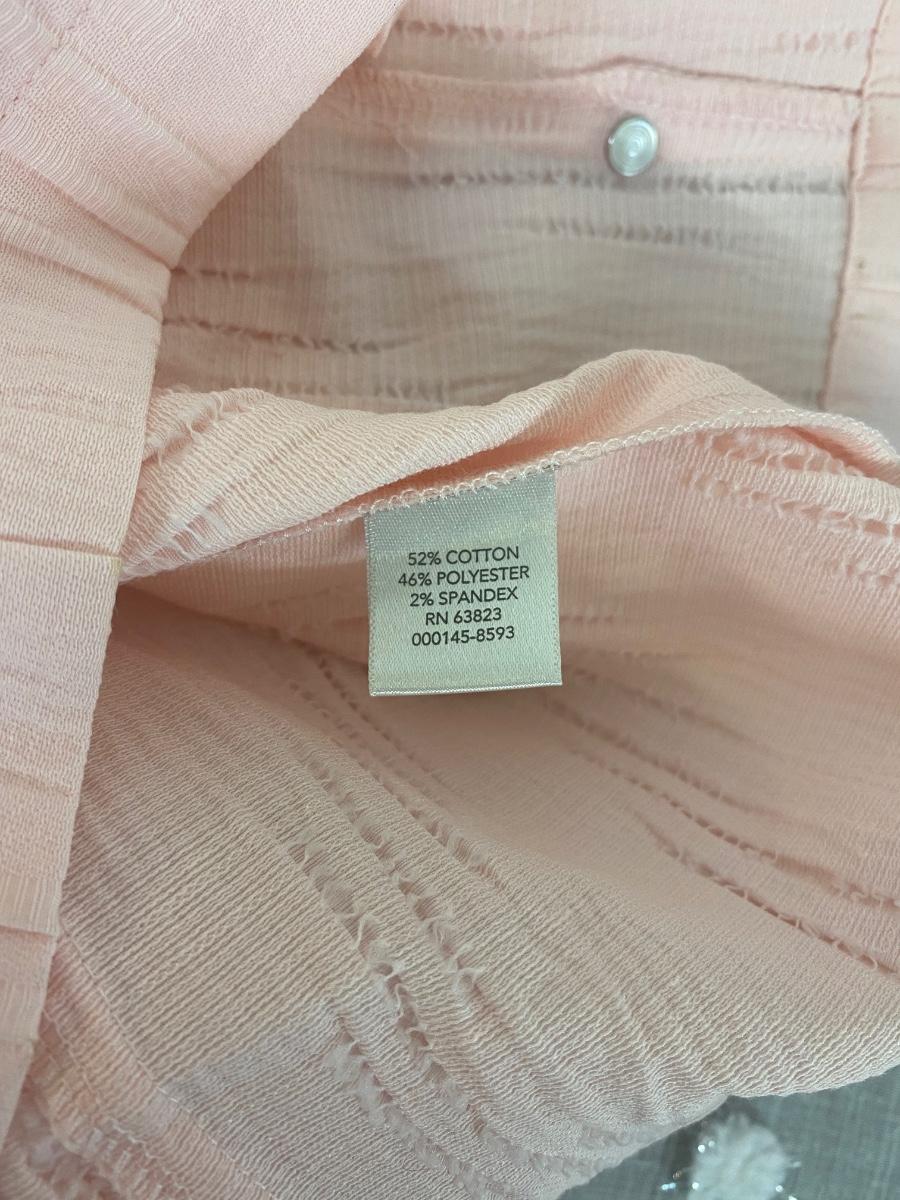 52% COTTON
46% POLYESTER
2% SPANDEX
RN 63823
000145-8593